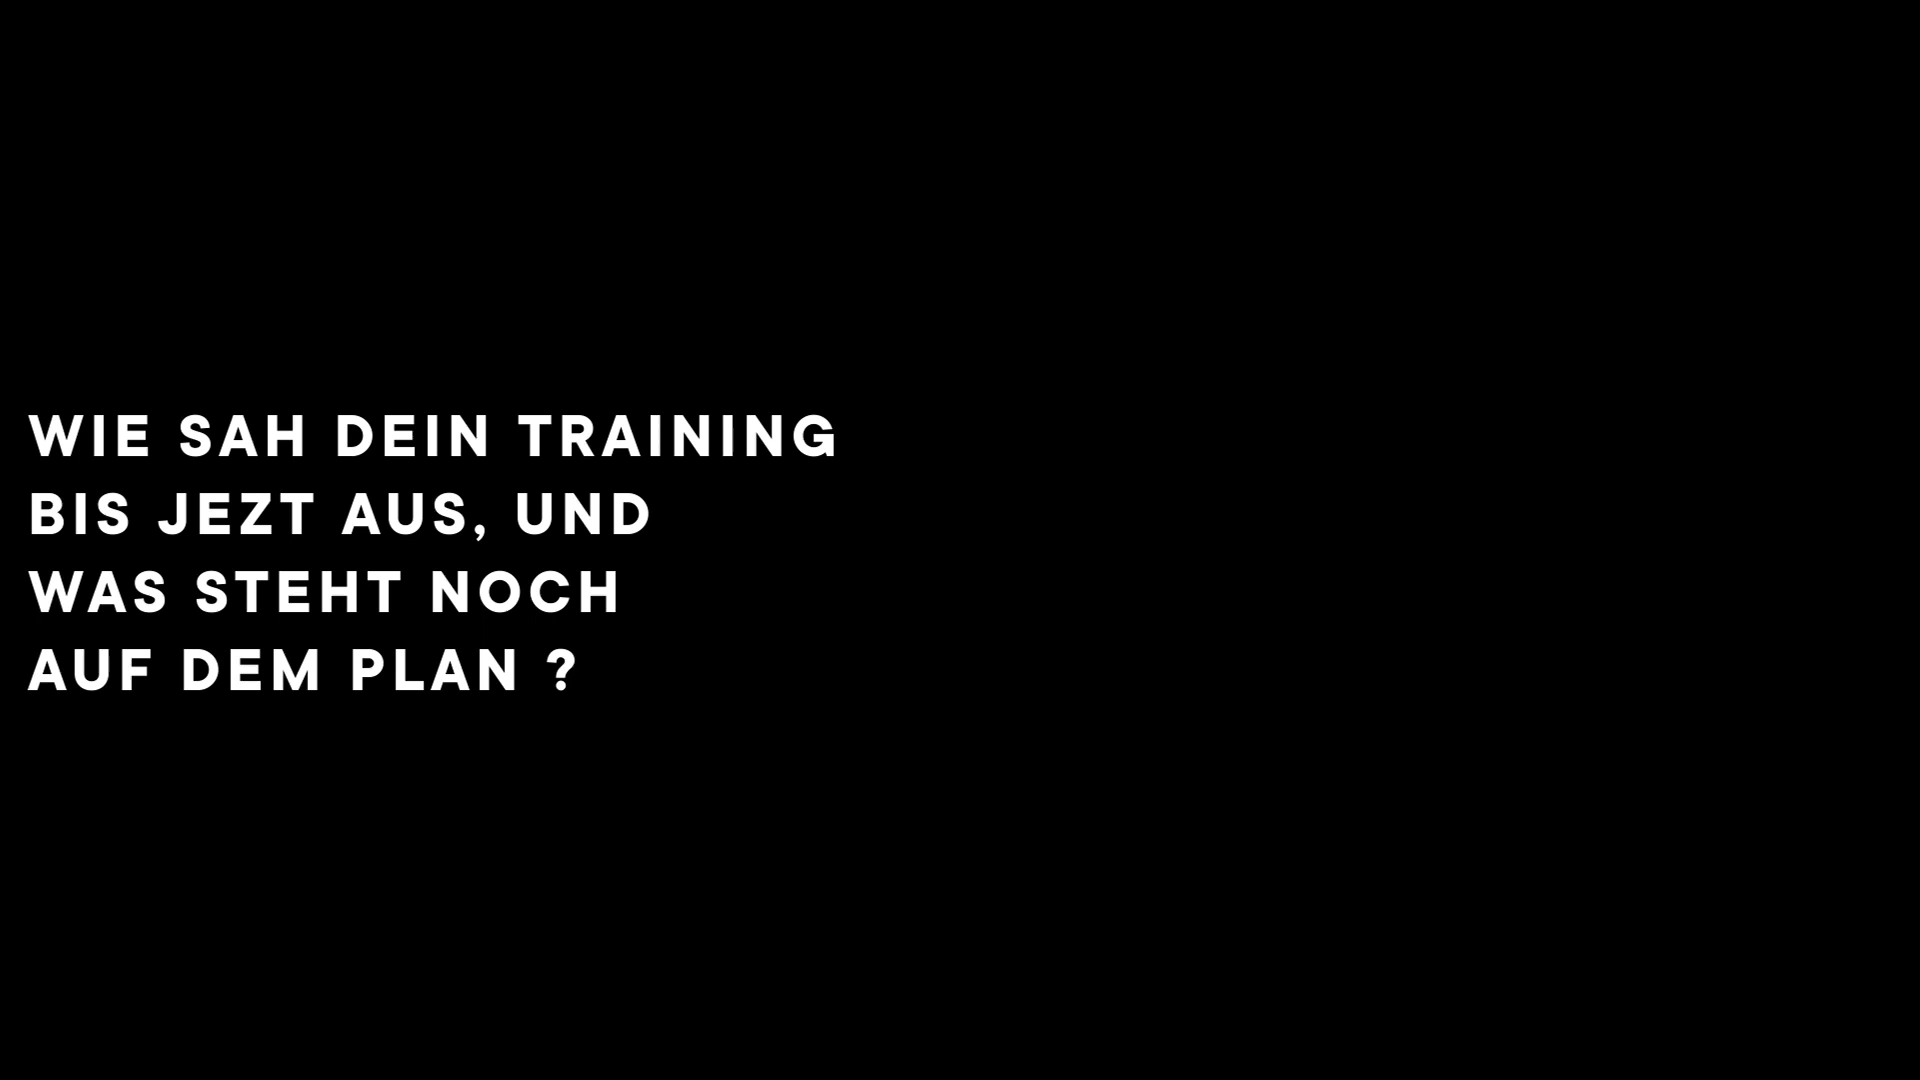 WIE SAH DEIN TRAINING
BIS JEZT AUS, UND
WAS STEHT NOCH
AUF DEM PLAN ?